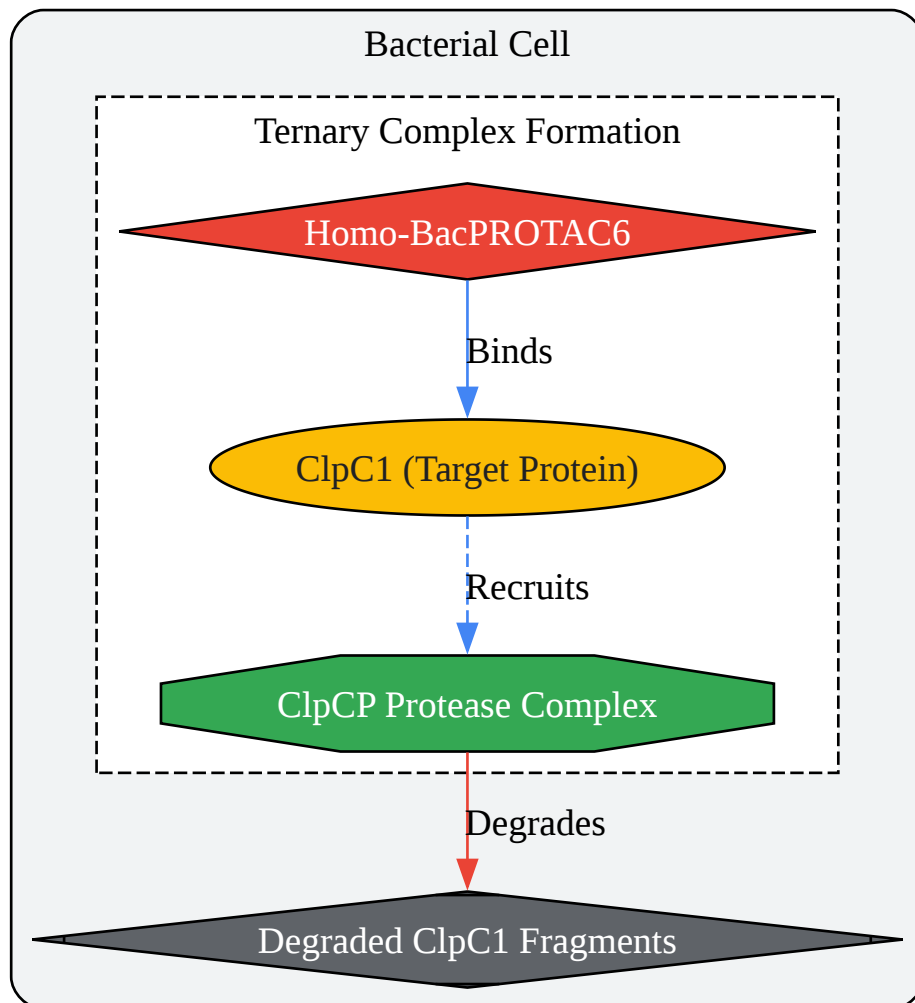 Bacterial Cell
Ternary Complex Formation
Homo-BacPROTAC6
Binds
ClpC1 (Target Protein)
Recruits
ClpCP Protease Complex
Degrades
Degraded ClpC1 Fragments